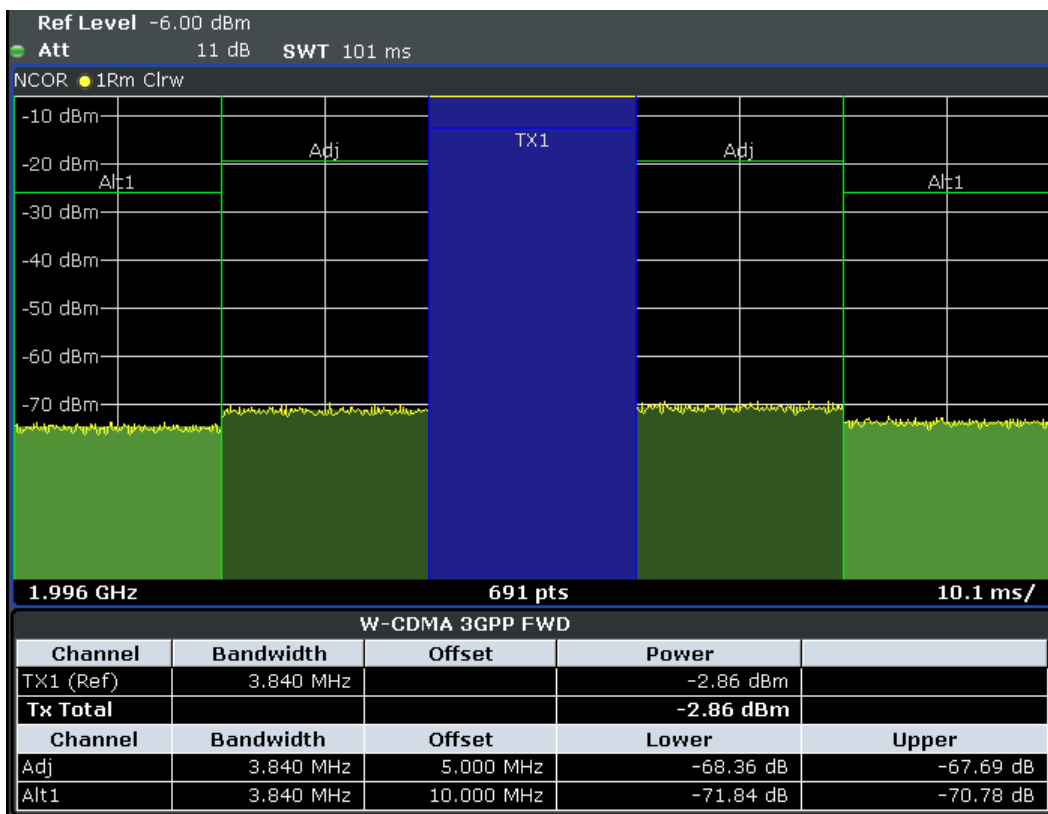 Ref Level -6.00 dBm
Att 11 dB SWT 101 ms
NCOR 1Rm Clrw
-10 dBm
TX1
Adj Adj
-20 dBm
Alt1 Alt1
-30 dBm
-40 dBm
-50 dBm
-60 dBm
-70 dBm
1.996 GHz 691 pts 10.1 ms/
W-CDMA 3GPP FWD
Channel Bandwidth Offset Power
TX1 (Ref) 3.840 MHz -2.86 dBm
Tx Total -2.86 dBm
Channel Bandwidth Offset Lower Upper
Adj 3.840 MHz 5.000 MHz -68.36 dB -67.69 dB
Alt1 3.840 MHz 10.000 MHz -71.84 dB -70.78 dB